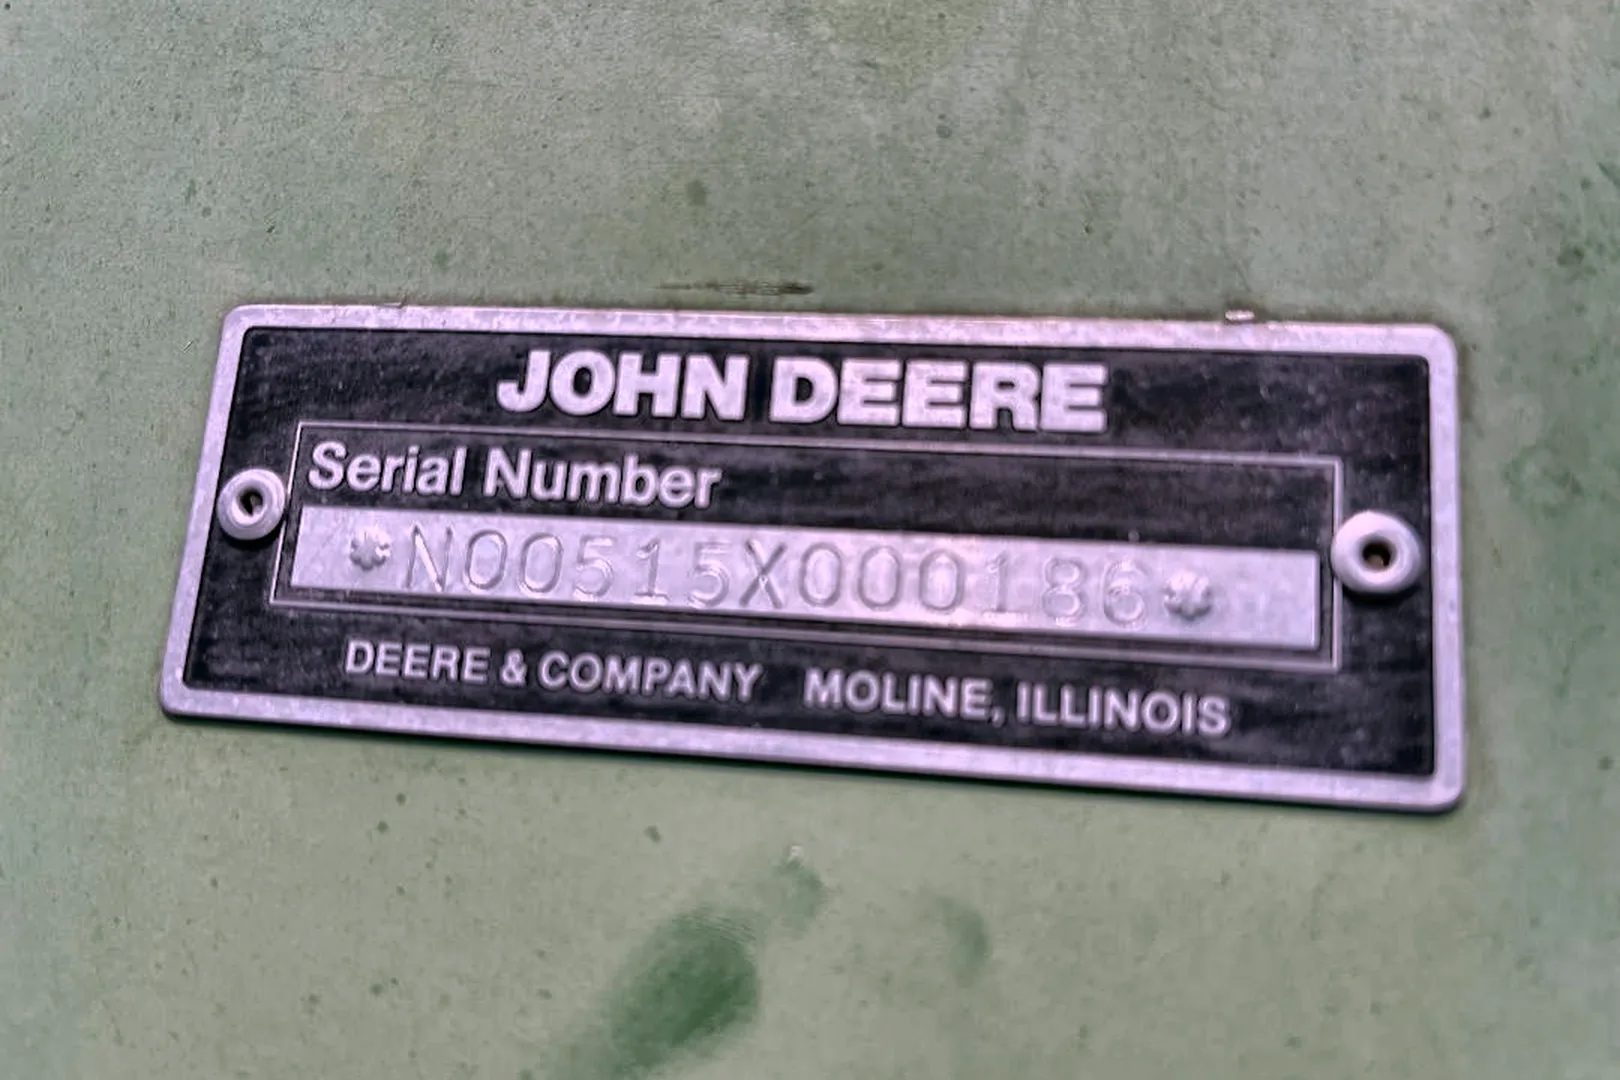 JOHN DEERE
Serial Number
*N00515X000186*
DEERE & COMPANY MOLINE, ILLINOIS